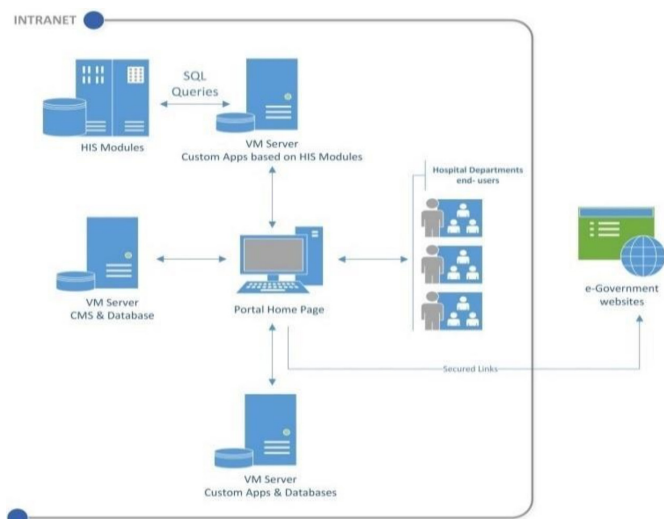 INTRANET
SQL
Queries
HIS Modules
VM Server
Custom Apps based on HIS Modules
Hospital Departments
end- users
VM Server
CMS & Database
Portal Home Page
e-Government
websites
Secured Links
VM Server
Custom Apps & Databases